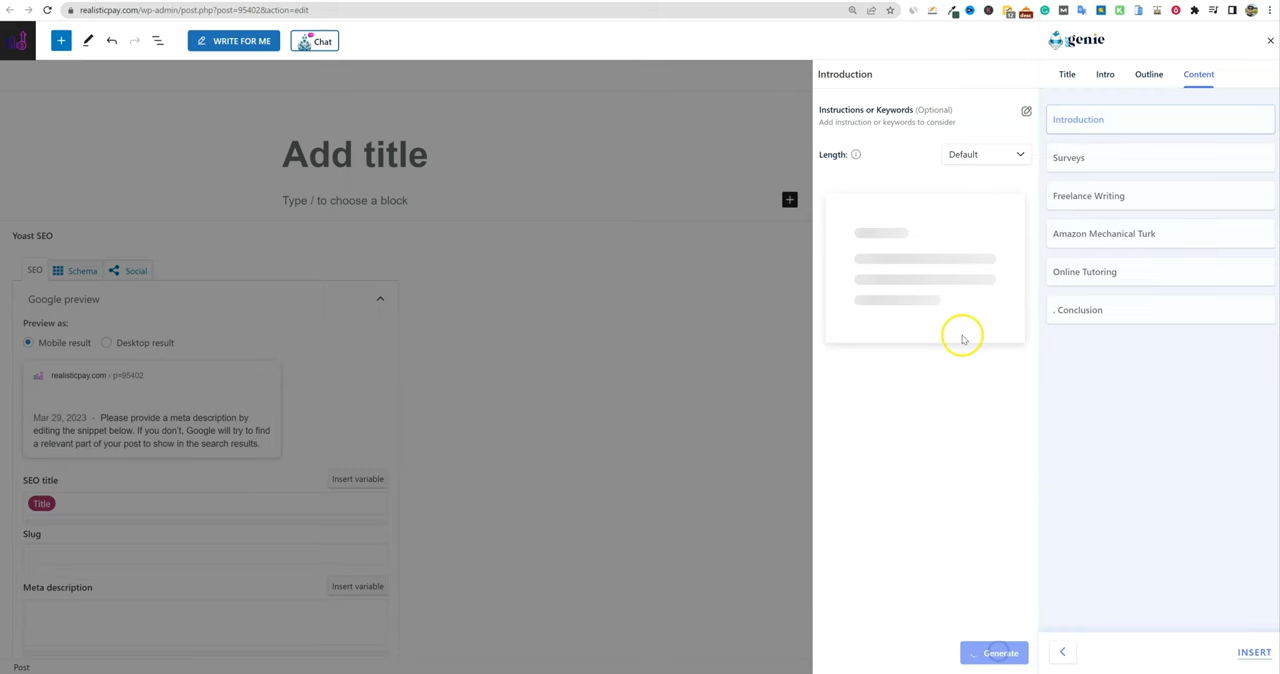 realisticpay.com/wp-admin/post.php?post=95402&action=edit
WRITE FOR ME
Chat
genie
Introduction
Title
Intro
Outline
Content
Instructions or Keywords (Optional)
Add instruction or keywords to consider
Length:
Default
Introduction
Surveys
Freelance Writing
Amazon Mechanical Turk
Online Tutoring
. Conclusion
Add title
Type / to choose a block
Yoast SEO
SEO
Schema
Social
Google preview
Preview as:
Mobile result
Desktop result
realisticpay.com › p=95402
Mar 29, 2023 - Please provide a meta description by
editing the snippet below. If you don't, Google will try to find
a relevant part of your post to show in the search results.
SEO title
Insert variable
Title
Slug
Meta description
Insert variable
Generate
INSERT
Post